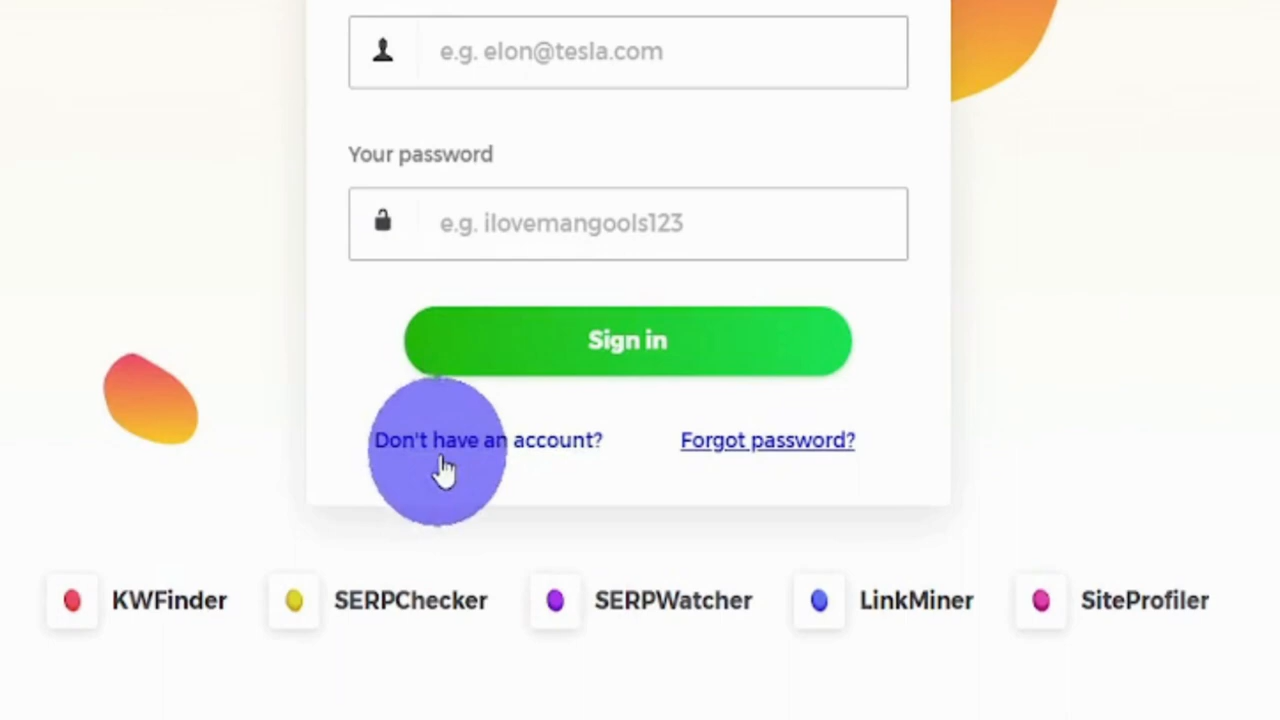 e.g. elon@tesla.com
Your password
e.g. ilovemangools123
Sign in
Don't have an account? Forgot password?
KWFinder SERPChecker SERPWatcher LinkMiner SiteProfiler